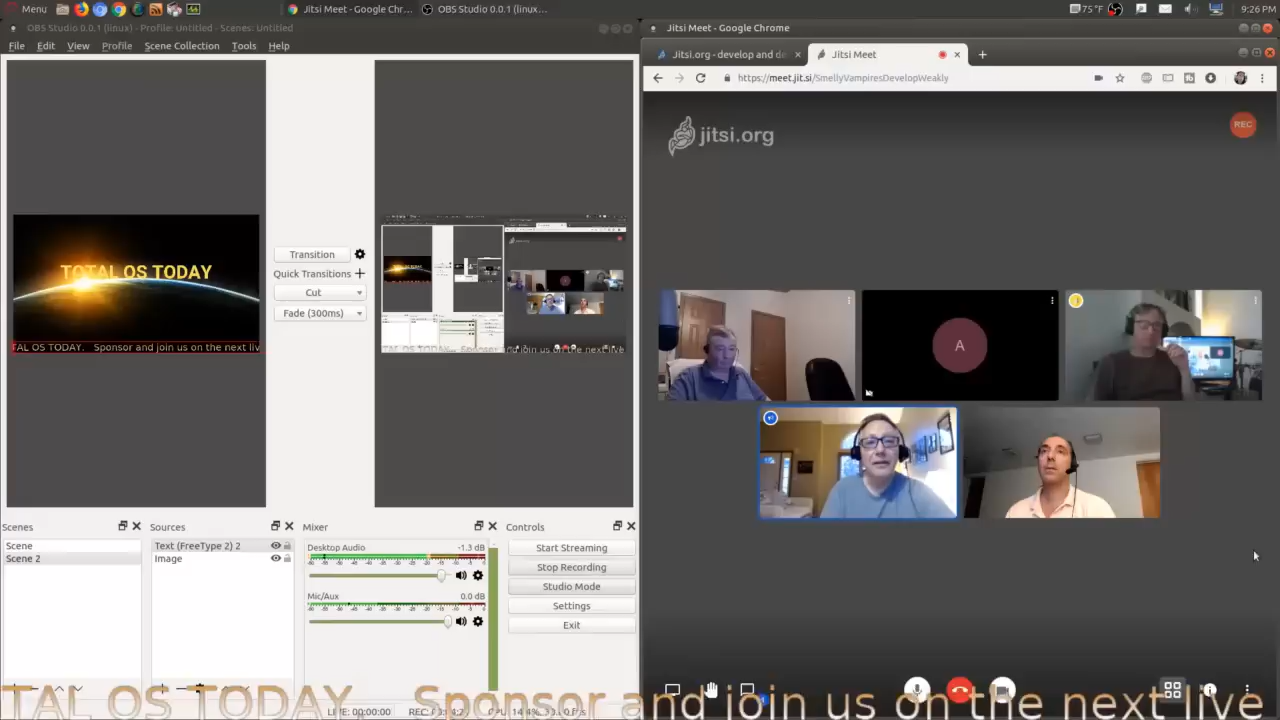 Menu
Jitsi Meet - Google Chr...
OBS Studio 0.0.1 (linux...
75 °F
9:26 PM
OBS Studio 0.0.1 (linux) - Profile: Untitled - Scenes: Untitled
File Edit View Profile Scene Collection Tools Help
TOTAL OS TODAY
TAL OS TODAY. Sponsor and join us on the next liv
Transition
Quick Transitions
Cut
Fade (300ms)
Scenes
Scene
Scene 2
Sources
Text (FreeType 2) 2
Image
Mixer
Desktop Audio -1.3 dB
Mic/Aux 0.0 dB
Controls
Start Streaming
Stop Recording
Studio Mode
Settings
Exit
LIVE: 00:00:00
Jitsi Meet - Google Chrome
Jitsi.org - develop and de
Jitsi Meet
https://meet.jit.si/SmellyVampiresDevelopWeakly
jitsi.org
REC
A
TAL OS TODAY. Sponsor and join us on the next live